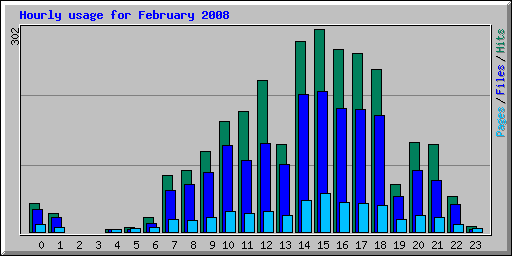 Hourly usage for February 2008
302
Pages/Files/Hits
0 1 2 3 4 5 6 7 8 9 10 11 12 13 14 15 16 17 18 19 20 21 22 23